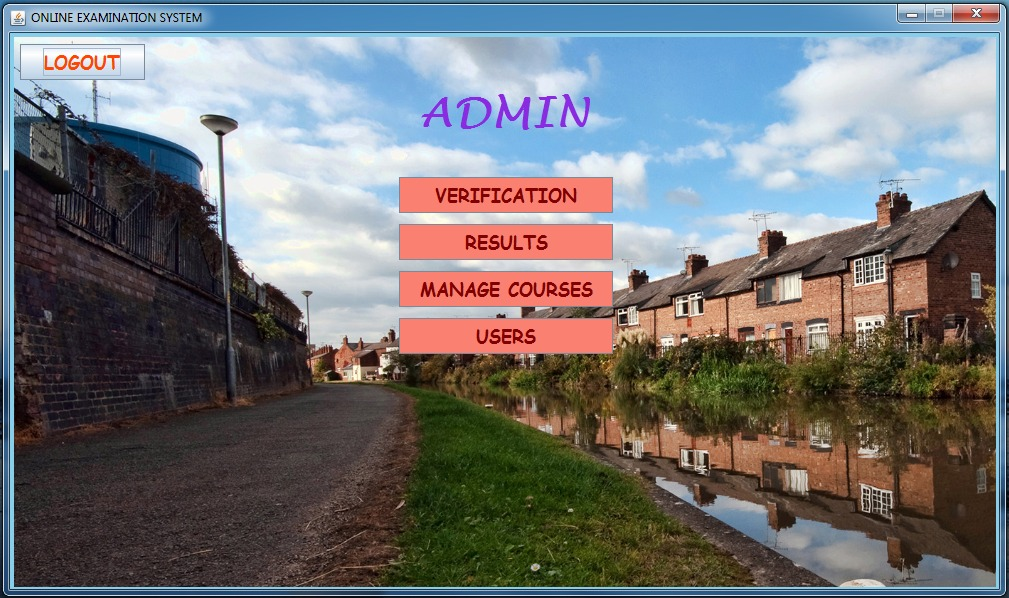 ONLINE EXAMINATION SYSTEM
LOGOUT
ADMIN
VERIFICATION
RESULTS
MANAGE COURSES
USERS